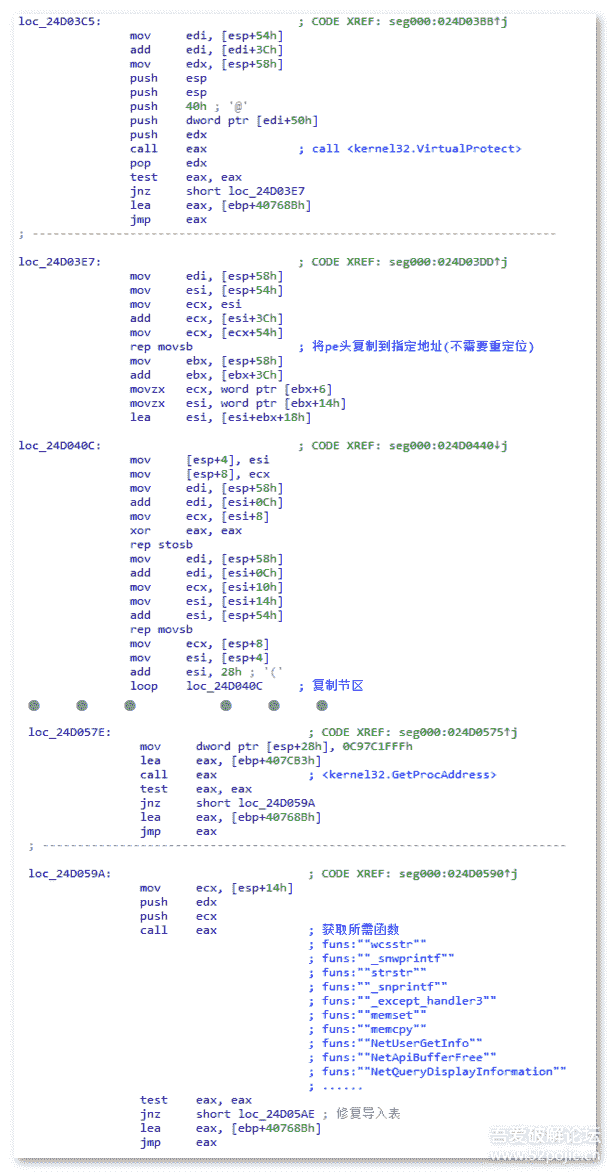 loc_24D03C5: ; CODE XREF: seg000:024D03BB↑j
mov edi, [esp+54h]
add edi, [edi+3Ch]
mov edx, [esp+58h]
push esp
push esp
push 40h ; '@'
push dword ptr [edi+50h]
push edx
call eax ; call <kernel32.VirtualProtect>
pop edx
test eax, eax
jnz short loc_24D03E7
lea eax, [ebp+40768Bh]
jmp eax
; ---------------------------------------------------------------------------
loc_24D03E7: ; CODE XREF: seg000:024D03DD↑j
mov edi, [esp+58h]
mov esi, [esp+54h]
mov ecx, esi
add ecx, [esi+3Ch]
mov ecx, [ecx+54h]
rep movsb ; 将pe头复制到指定地址(不需要重定位)
mov ebx, [esp+58h]
add ebx, [ebx+3Ch]
movzx ecx, word ptr [ebx+6]
movzx esi, word ptr [ebx+14h]
lea esi, [esi+ebx+18h]
loc_24D040C: ; CODE XREF: seg000:024D0440↓j
mov [esp+4], esi
mov [esp+8], ecx
mov edi, [esp+58h]
add edi, [esi+0Ch]
mov ecx, [esi+8]
xor eax, eax
rep stosb
mov edi, [esp+58h]
add edi, [esi+0Ch]
mov ecx, [esi+10h]
mov esi, [esi+14h]
add esi, [esp+54h]
rep movsb
mov ecx, [esp+8]
mov esi, [esp+4]
add esi, 28h ; '('
loop loc_24D040C ; 复制节区
loc_24D057E: ; CODE XREF: seg000:024D0575↑j
mov dword ptr [esp+28h], 0C97C1FFFh
lea eax, [ebp+407CB3h]
call eax ; <kernel32.GetProcAddress>
test eax, eax
jnz short loc_24D059A
lea eax, [ebp+40768Bh]
jmp eax
; ---------------------------------------------------------------------------
loc_24D059A: ; CODE XREF: seg000:024D0590↑j
mov ecx, [esp+14h]
push edx
push ecx
call eax ; 获取所需函数
; funs:""wcsstr""
; funs:""_snwprintf""
; funs:""strstr""
; funs:""_snprintf""
; funs:""_except_handler3""
; funs:""memset""
; funs:""memcpy""
; funs:""NetUserGetInfo""
; funs:""NetApiBufferFree""
; funs:""NetQueryDisplayInformation""
; ......
test eax, eax
jnz short loc_24D05AE ; 修复导入表
lea eax, [ebp+40768Bh]
jmp eax
吾爱破解论坛
www.52pojie.cn